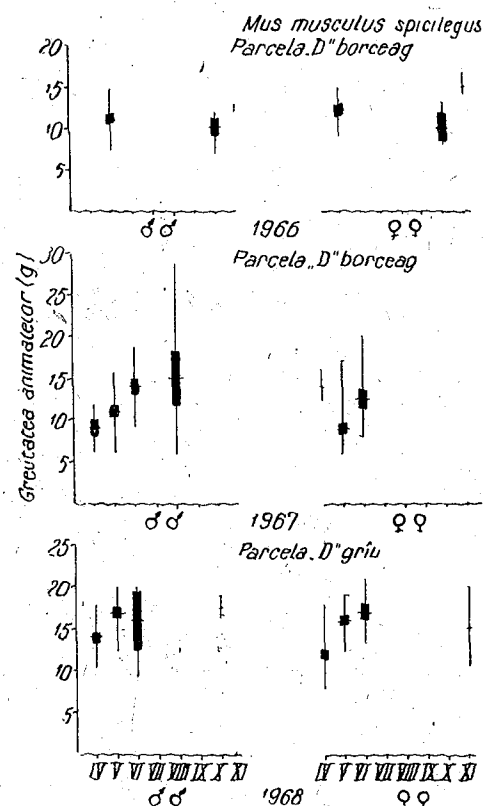 Mus musculus spicilegus
Parcela „D" borceag
20
15
10
5
♂♂ 1966 ♀♀
Greutatea animalelor (g)
Parcela „D" borceag
30
25
20
15
10
5
♂♂ 1967 ♀♀
Parcela „D" grîu
25
20
15
10
5
IV V VI VII VIII IX X XI IV V VI VII VIII IX X XI
♂♂ 1968 ♀♀